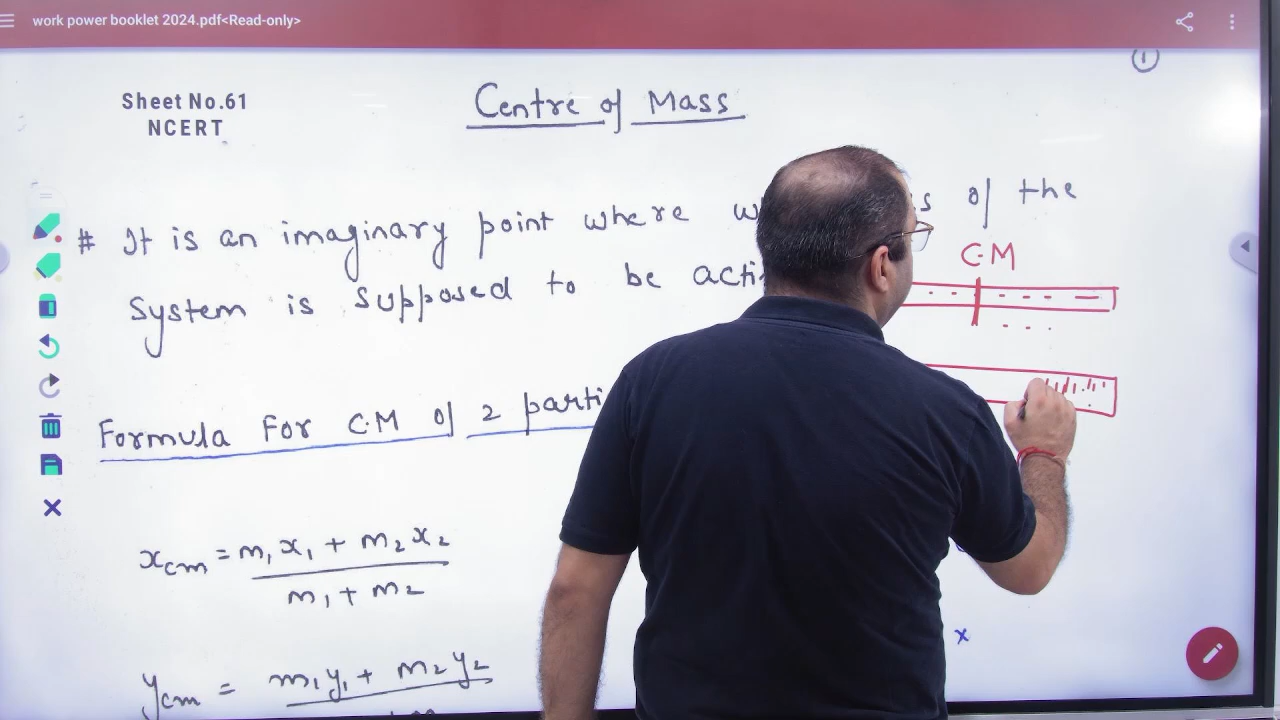 work power booklet 2024.pdf<Read-only>
①
Sheet No.61
NCERT
Centre of Mass
# It is an imaginary point where of the
C.M
System is supposed to be
Formula For C.M of 2
xcm = m₁x₁ + m₂x₂
m₁ + m₂
ycm = m₁y₁ + m₂y₂
x